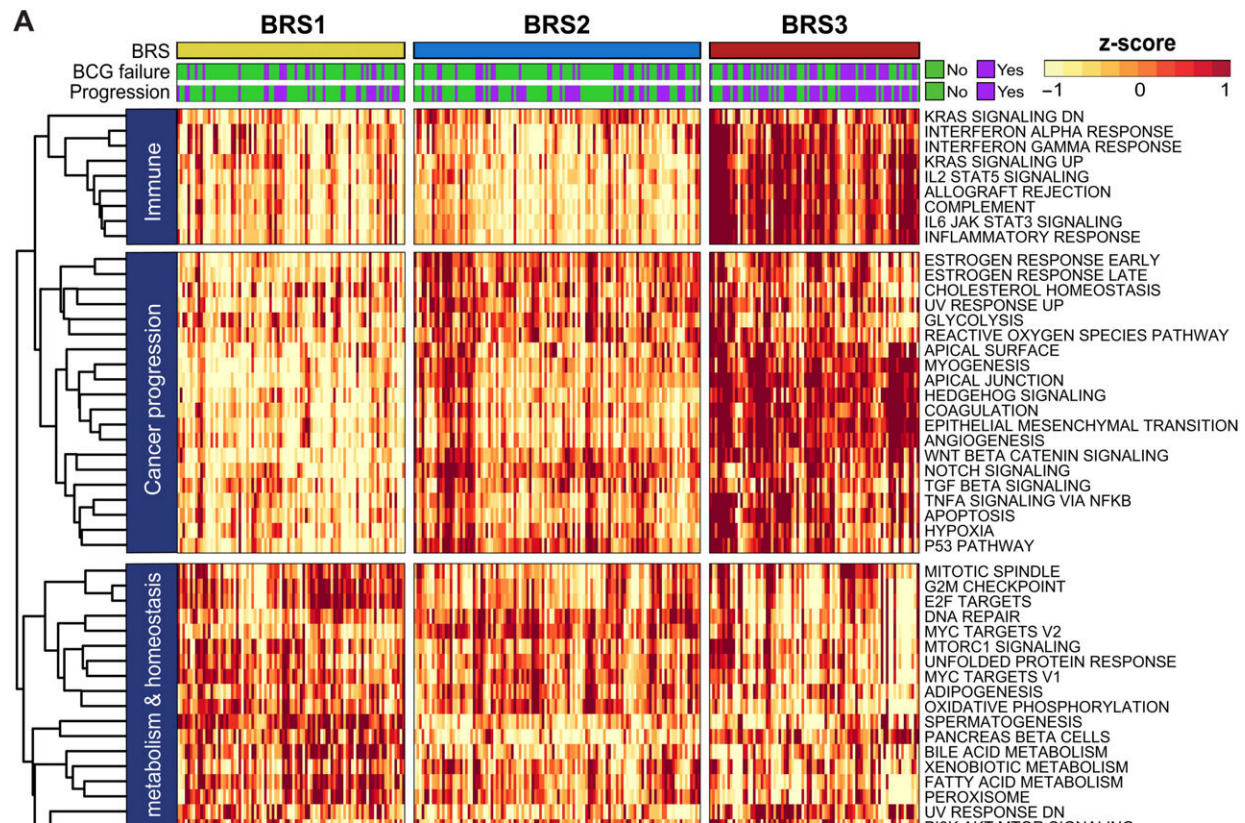 A
BRS1 BRS2 BRS3
BRS
BCG failure
Progression
No Yes
No Yes
z-score
−1 0 1
Immune
KRAS SIGNALING DN
INTERFERON ALPHA RESPONSE
INTERFERON GAMMA RESPONSE
KRAS SIGNALING UP
IL2 STAT5 SIGNALING
ALLOGRAFT REJECTION
COMPLEMENT
IL6 JAK STAT3 SIGNALING
INFLAMMATORY RESPONSE
Cancer progression
ESTROGEN RESPONSE EARLY
ESTROGEN RESPONSE LATE
CHOLESTEROL HOMEOSTASIS
UV RESPONSE UP
GLYCOLYSIS
REACTIVE OXYGEN SPECIES PATHWAY
APICAL SURFACE
MYOGENESIS
APICAL JUNCTION
HEDGEHOG SIGNALING
COAGULATION
EPITHELIAL MESENCHYMAL TRANSITION
ANGIOGENESIS
WNT BETA CATENIN SIGNALING
NOTCH SIGNALING
TGF BETA SIGNALING
TNFA SIGNALING VIA NFKB
APOPTOSIS
HYPOXIA
P53 PATHWAY
metabolism & homeostasis
MITOTIC SPINDLE
G2M CHECKPOINT
E2F TARGETS
DNA REPAIR
MYC TARGETS V2
MTORC1 SIGNALING
UNFOLDED PROTEIN RESPONSE
MYC TARGETS V1
ADIPOGENESIS
OXIDATIVE PHOSPHORYLATION
SPERMATOGENESIS
PANCREAS BETA CELLS
BILE ACID METABOLISM
XENOBIOTIC METABOLISM
FATTY ACID METABOLISM
PEROXISOME
UV RESPONSE DN